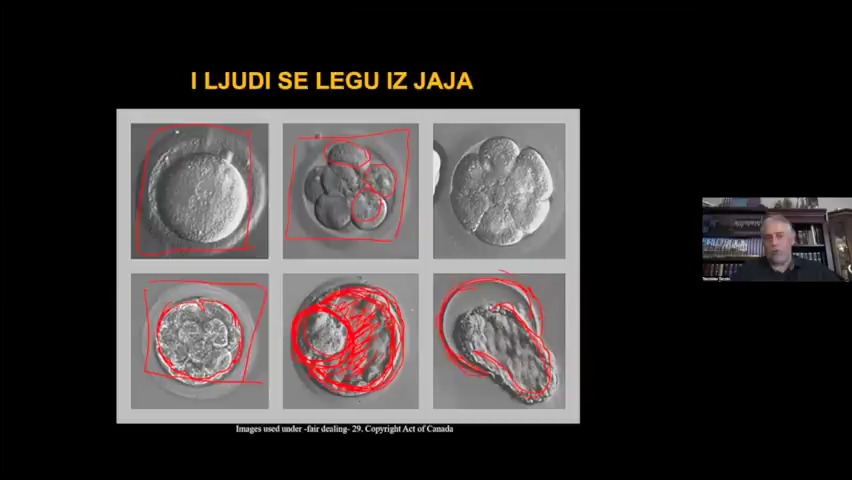 I LJUDI SE LEGU IZ JAJA
Images used under -fair dealing- 29. Copyright Act of Canada